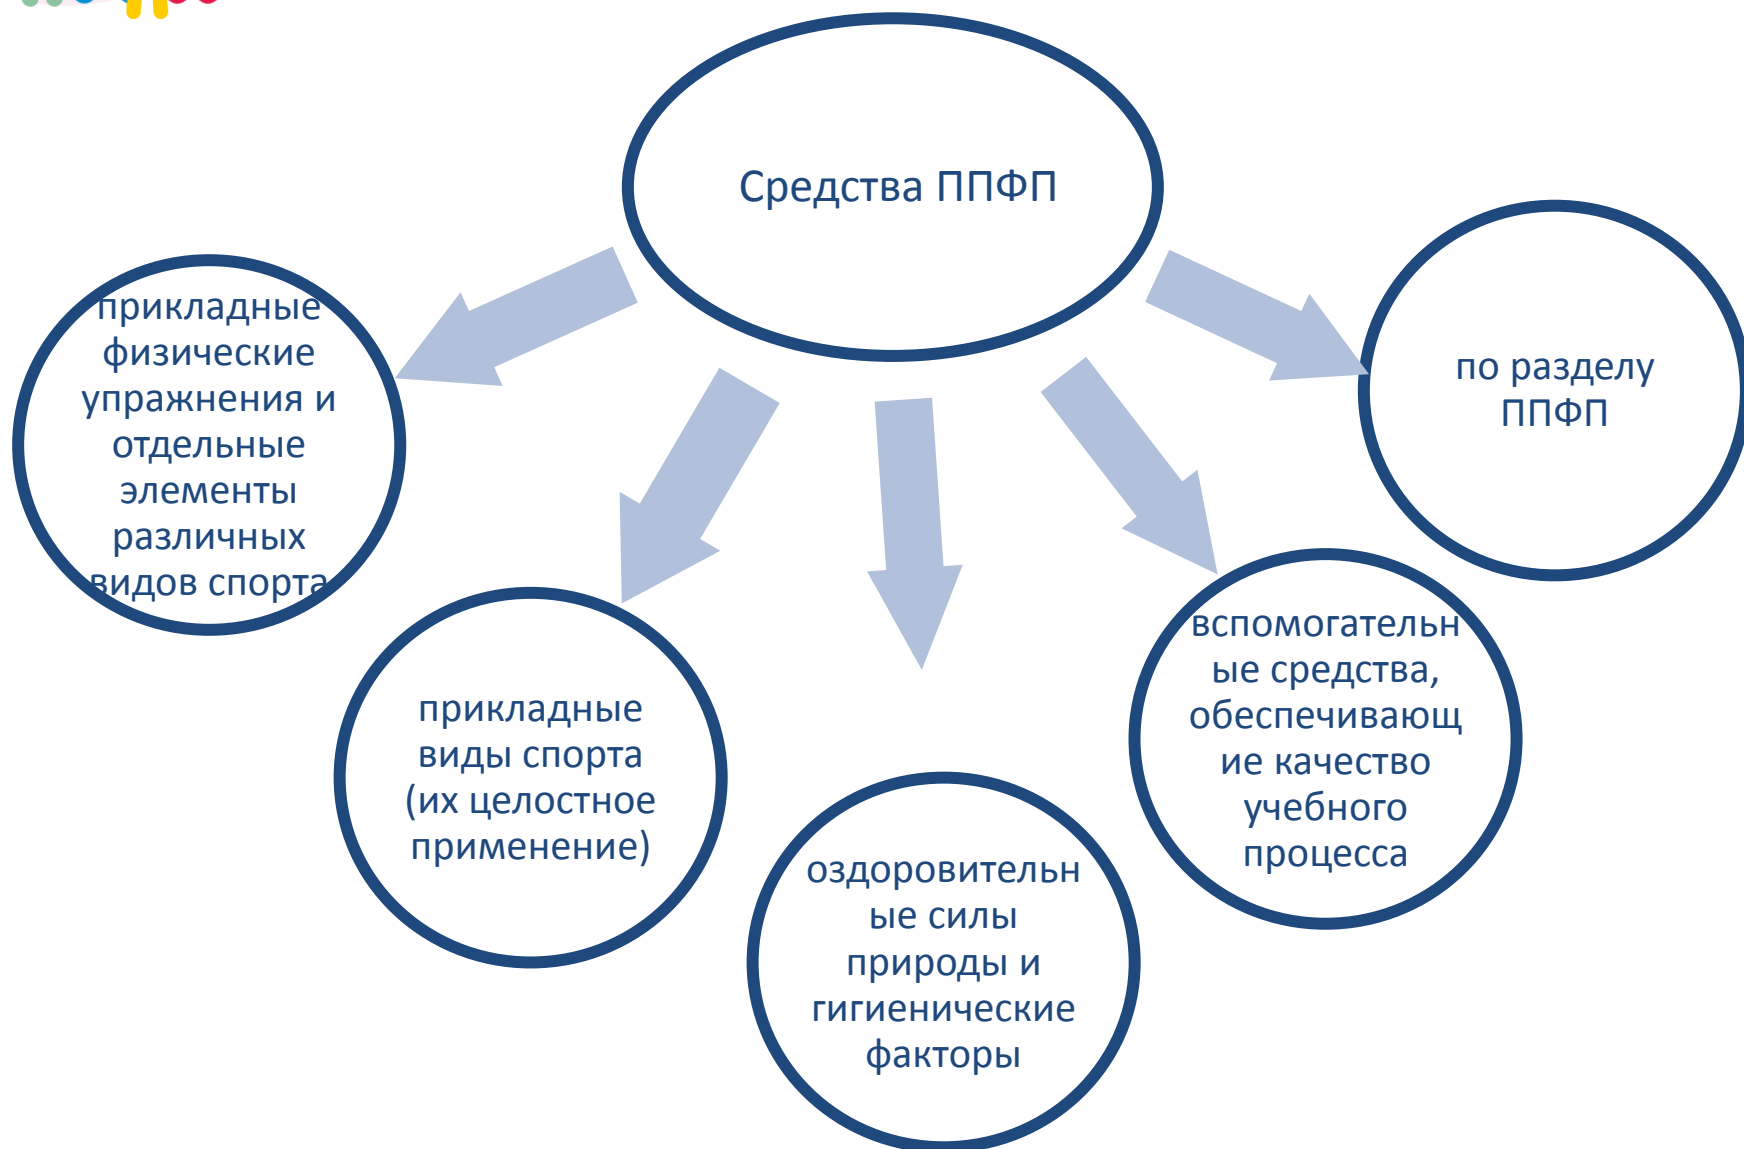 Средства ППФП
прикладные
физические
упражнения и
отдельные
элементы
различных
видов спорта
прикладные
виды спорта
(их целостное
применение)
оздоровительн
ые силы
природы и
гигиенические
факторы
вспомогательн
ые средства,
обеспечивающ
ие качество
учебного
процесса
по разделу
ППФП